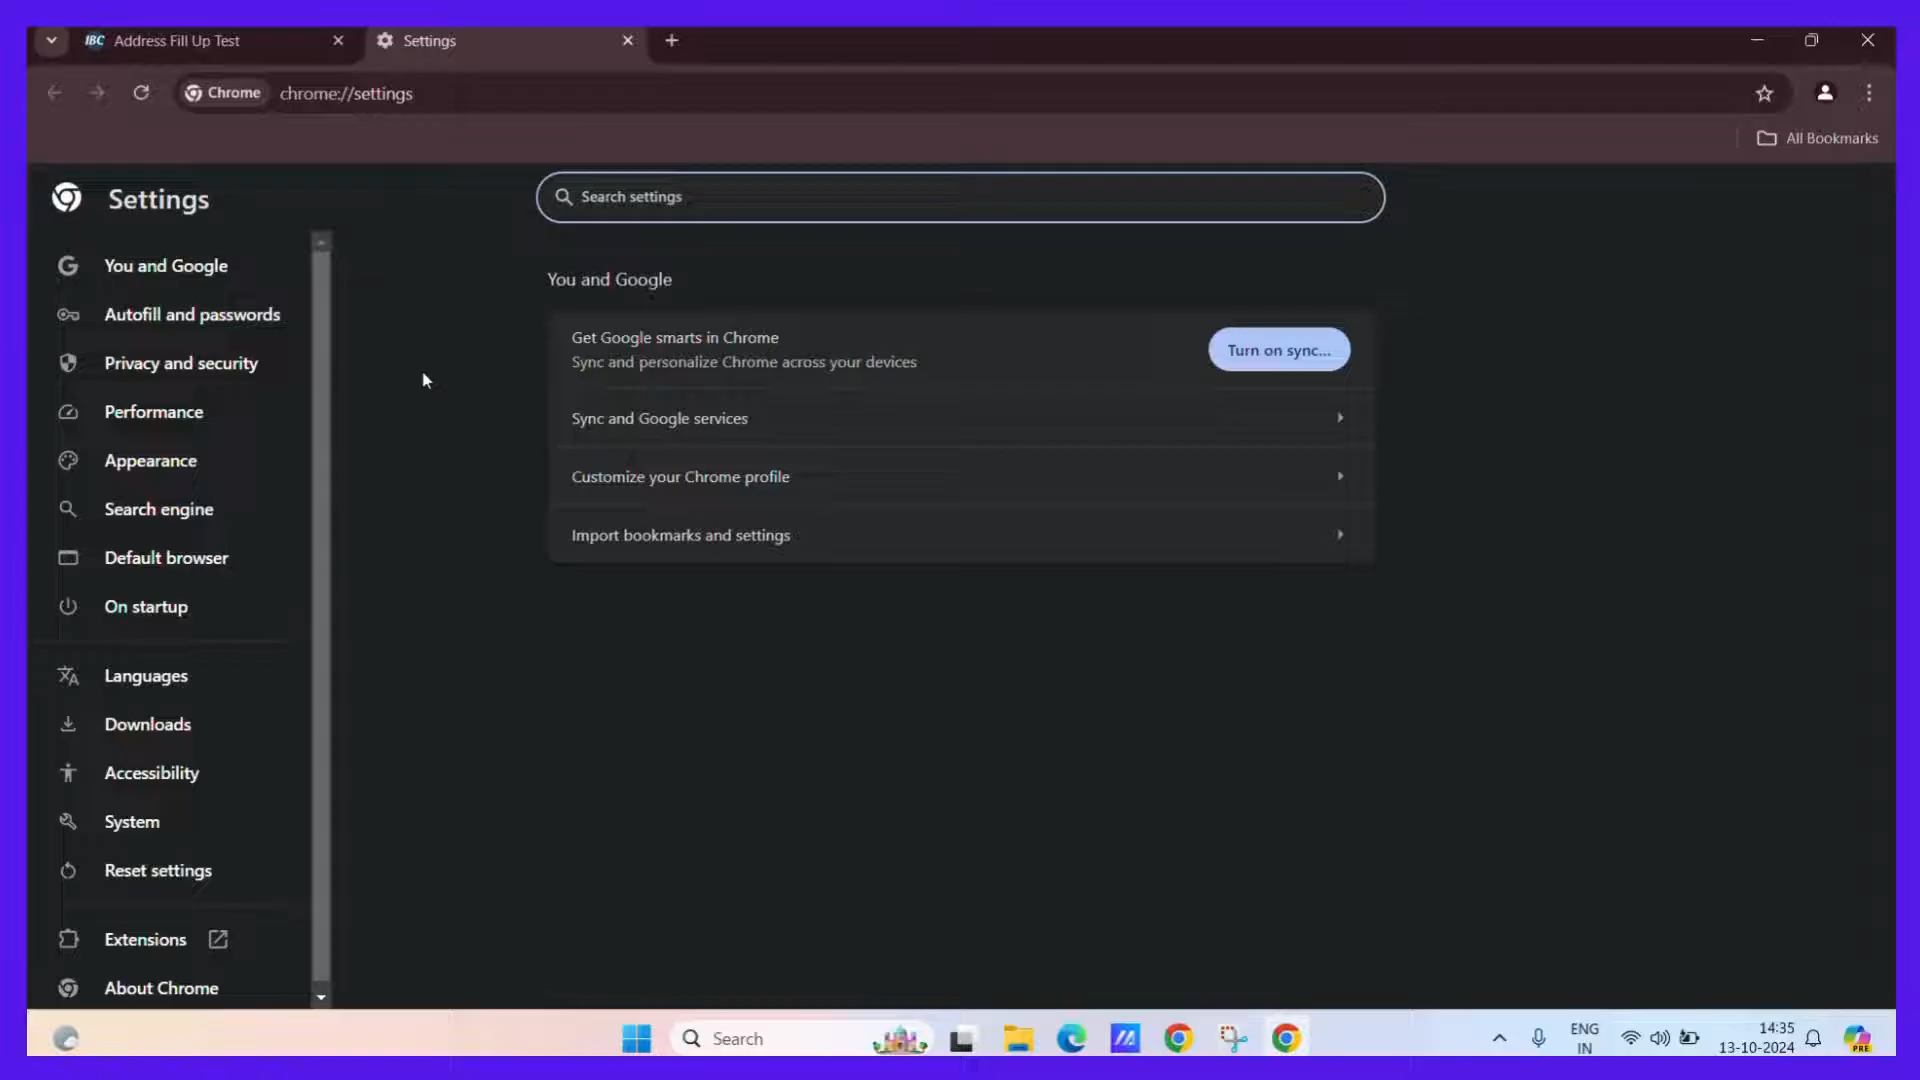 IBC Address Fill Up Test
Settings
Chrome chrome://settings
All Bookmarks
Settings
Search settings
You and Google
Autofill and passwords
Privacy and security
Performance
Appearance
Search engine
Default browser
On startup
Languages
Downloads
Accessibility
System
Reset settings
Extensions
About Chrome
You and Google
Get Google smarts in Chrome
Sync and personalize Chrome across your devices
Turn on sync...
Sync and Google services
Customize your Chrome profile
Import bookmarks and settings
Search
ENG
IN
14:35
13-10-2024
PRE